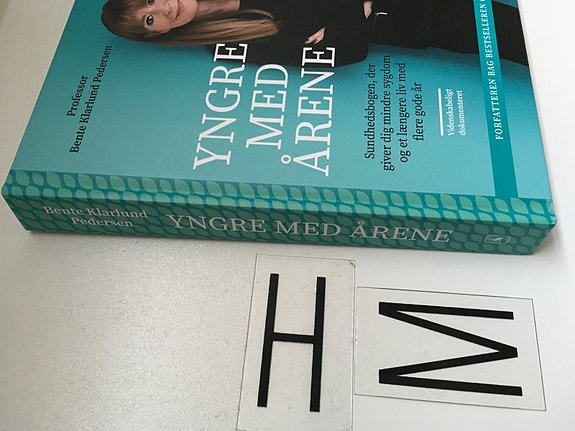 Professor
Bente Klarlund Pedersen
YNGRE
MED
ÅRENE
Sundhedsbogen, der
giver dig mindre sygdom
og et længere liv med
flere gode år
Videnskabeligt
dokumenteret
FORFATTEREN BAG BESTSELLEREN
Bente Klarlund
Pedersen
YNGRE MED ÅRENE
H M